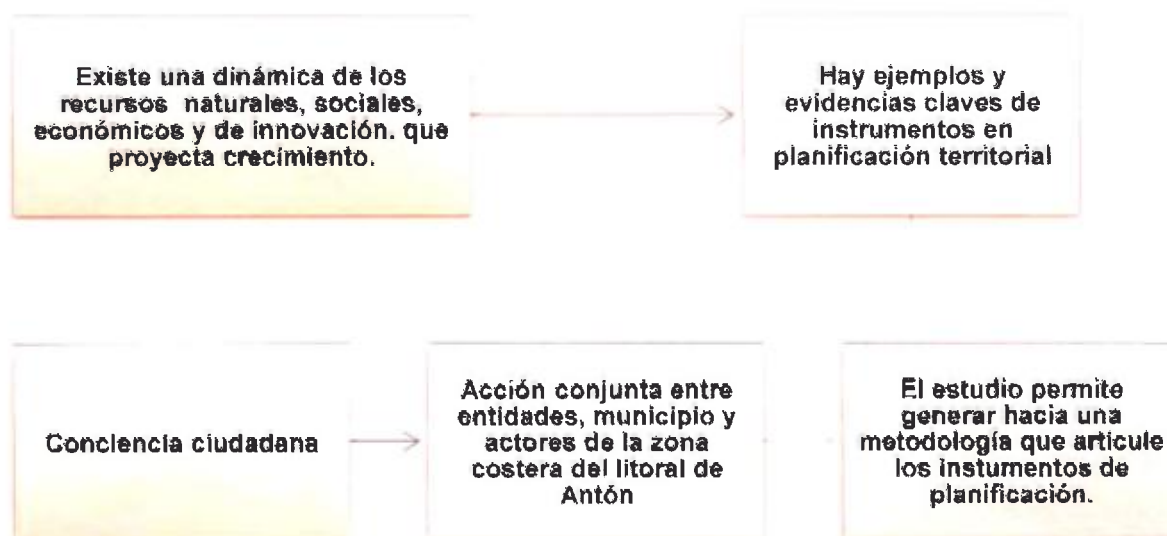 Existe una dinámica de los
recursos naturales, sociales,
económicos y de innovación. que
proyecta crecimiento.
Hay ejemplos y
evidencias claves de
instrumentos en
planificación territorial
Conciencia ciudadana
Acción conjunta entre
entidades, municipio y
actores de la zona
costera del litoral de
Antón
El estudio permite
generar hacia una
metodología que articule
los instumentos de
planificación.